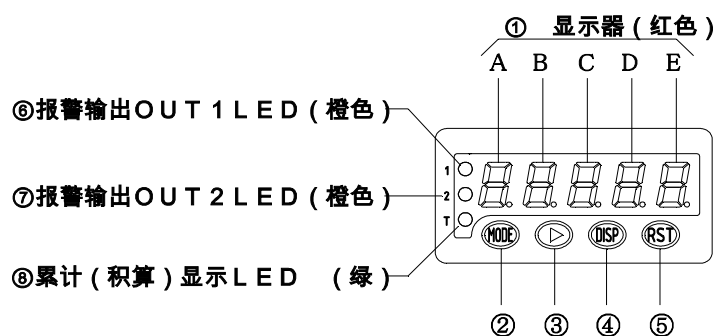 ① 显示器(红色)
A B C D E
⑥报警输出OUT1LED(橙色)
1
⑦报警输出OUT2LED(橙色)
2
T
MODE DISP RST
⑧累计(积算)显示LED (绿)
② ③ ④ ⑤